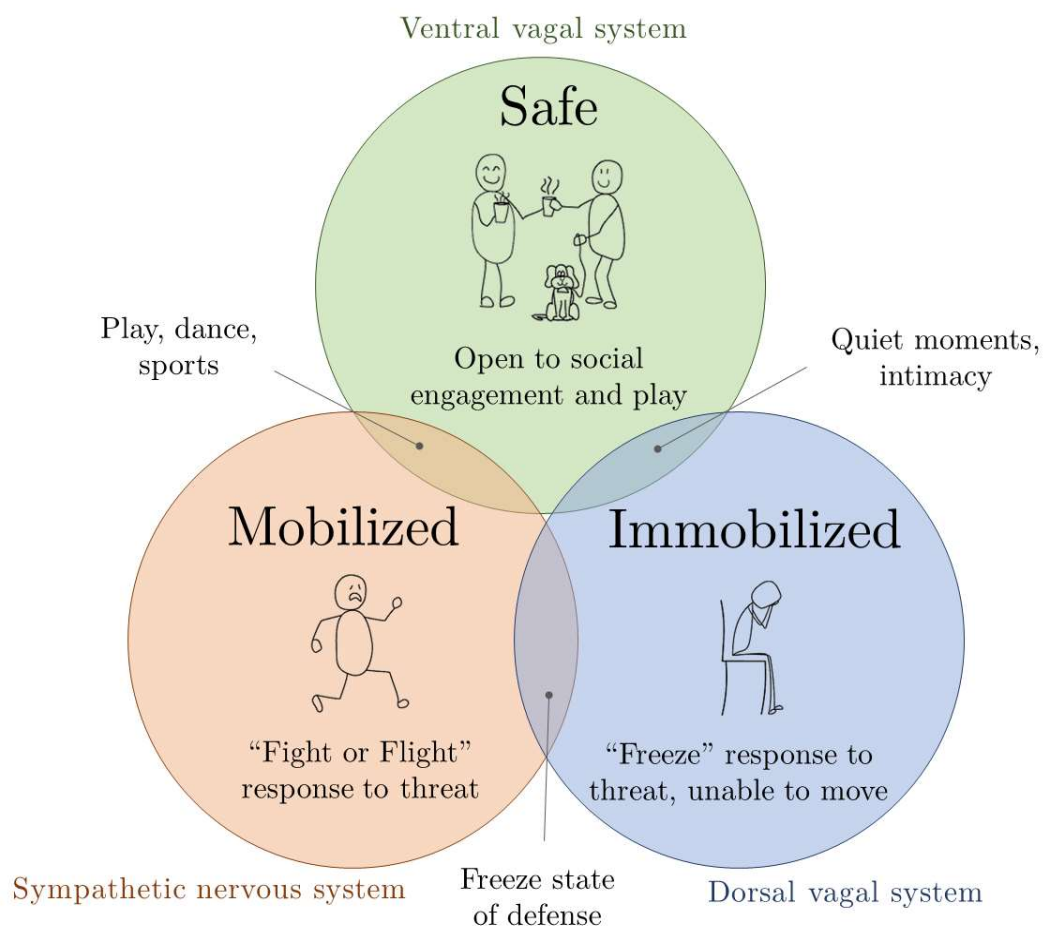 Ventral vagal system
Safe
Open to social
engagement and play
Play, dance,
sports
Quiet moments,
intimacy
Mobilized
“Fight or Flight”
response to threat
Immobilized
“Freeze” response to
threat, unable to move
Sympathetic nervous system
Freeze state
of defense
Dorsal vagal system